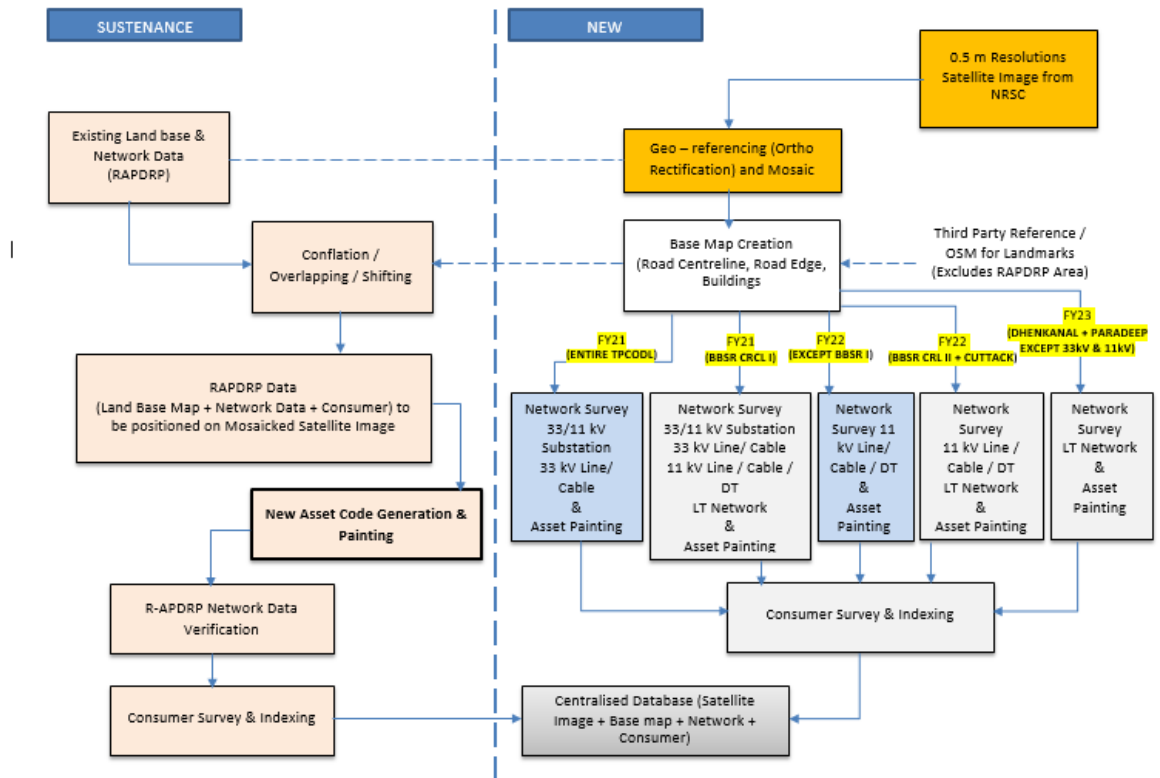 SUSTENANCE
NEW
0.5 m Resolutions
Satellite Image from
NRSC
Existing Land base &
Network Data
(RAPDRP)
Geo – referencing (Ortho
Rectification) and Mosaic
Conflation /
Overlapping / Shifting
Base Map Creation
(Road Centreline, Road Edge,
Buildings
Third Party Reference /
OSM for Landmarks
(Excludes RAPDRP Area)
FY21
(ENTIRE TPCODL)
FY21
(BBSR CRCL I)
FY22
(EXCEPT BBSR I)
FY22
(BBSR CRL II + CUTTACK)
FY23
(DHENKANAL + PARADEEP
EXCEPT 33kV & 11kV)
RAPDRP Data
(Land Base Map + Network Data + Consumer) to
be positioned on Mosaicked Satellite Image
Network Survey
33/11 kV
Substation
33 kV Line/
Cable
&
Asset Painting
Network Survey
33/11 kV Substation
33 kV Line/ Cable
11 kV Line / Cable /
DT
LT Network
&
Asset Painting
Network
Survey 11
kV Line/
Cable / DT
&
Asset
Painting
Network
Survey
11 kV Line /
Cable / DT
LT Network
&
Asset Painting
Network Survey
LT Network
&
Asset
Painting
New Asset Code Generation &
Painting
R-APDRP Network Data
Verification
Consumer Survey & Indexing
Consumer Survey & Indexing
Centralised Database (Satellite
Image + Base map + Network +
Consumer)